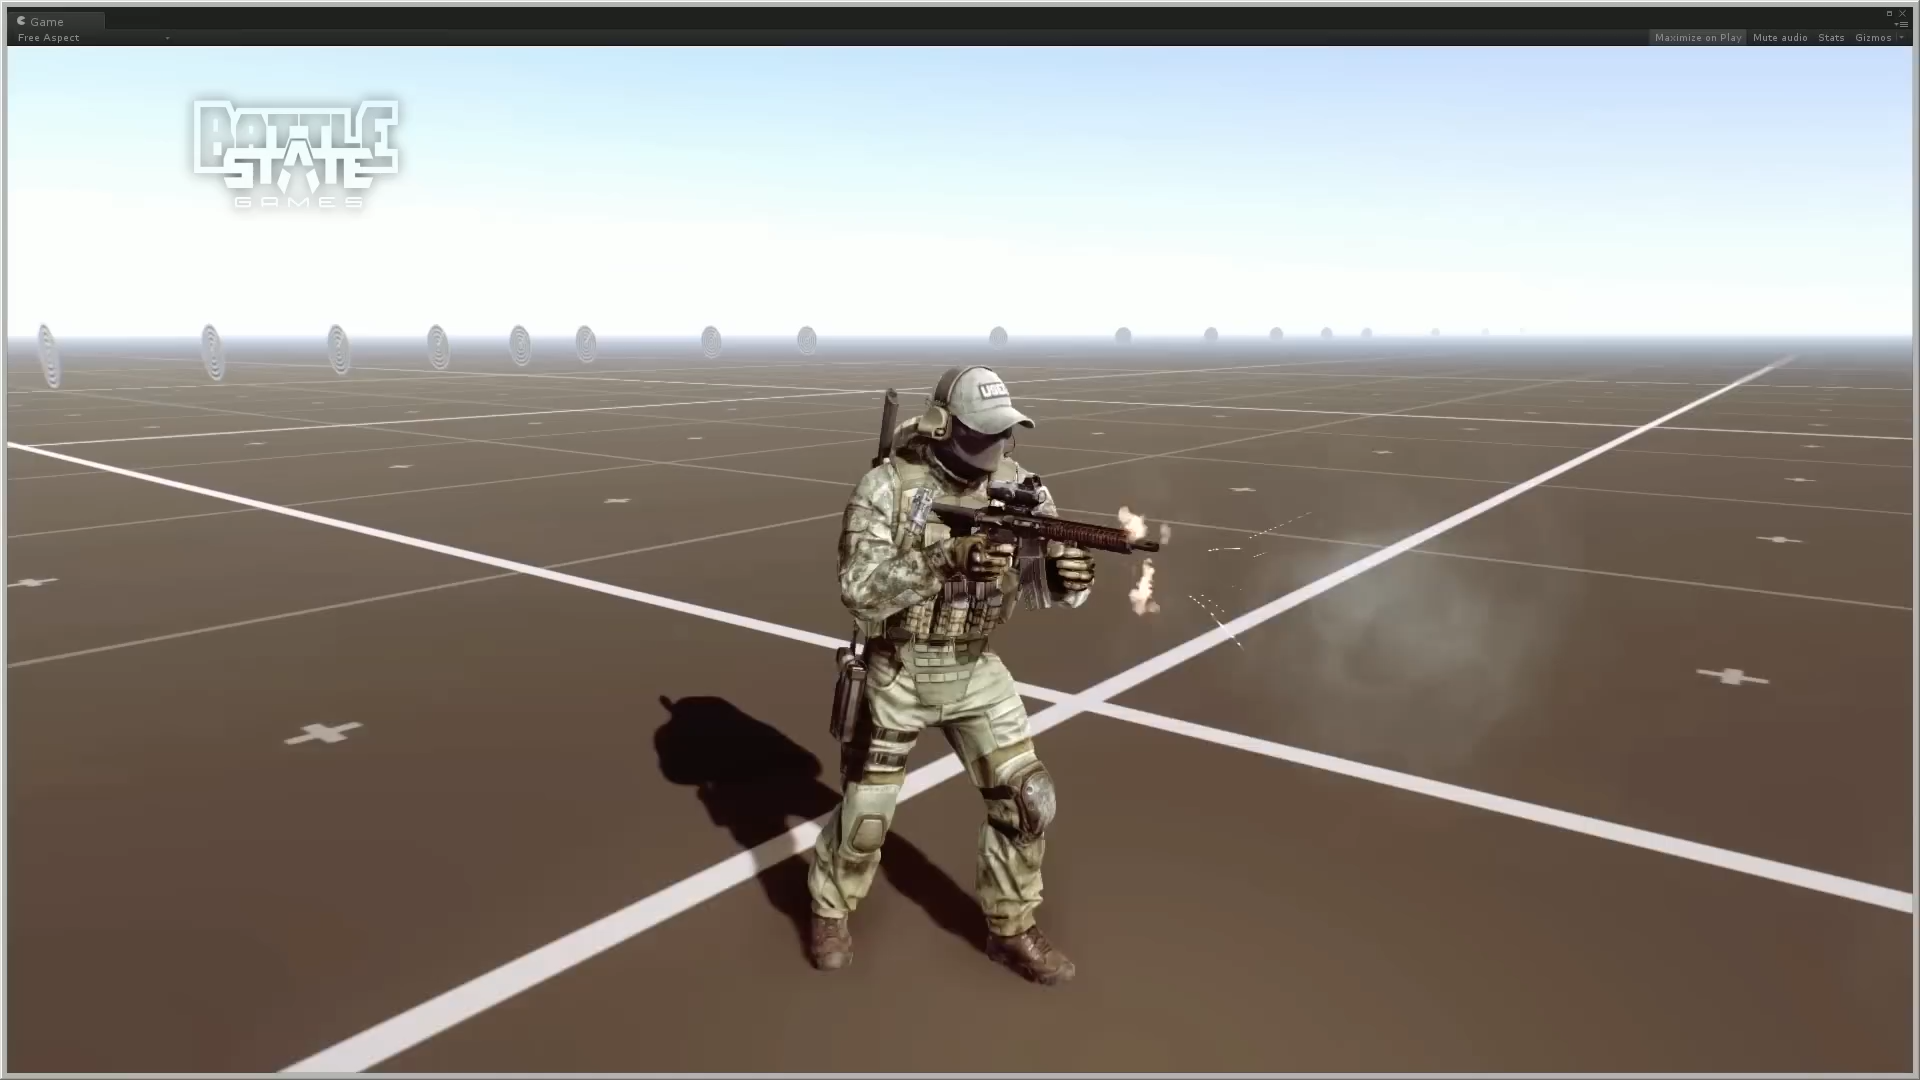 Game
Free Aspect
Maximize on Play Mute audio Stats Gizmos
BATTLE
STATE
GAMES
USEC